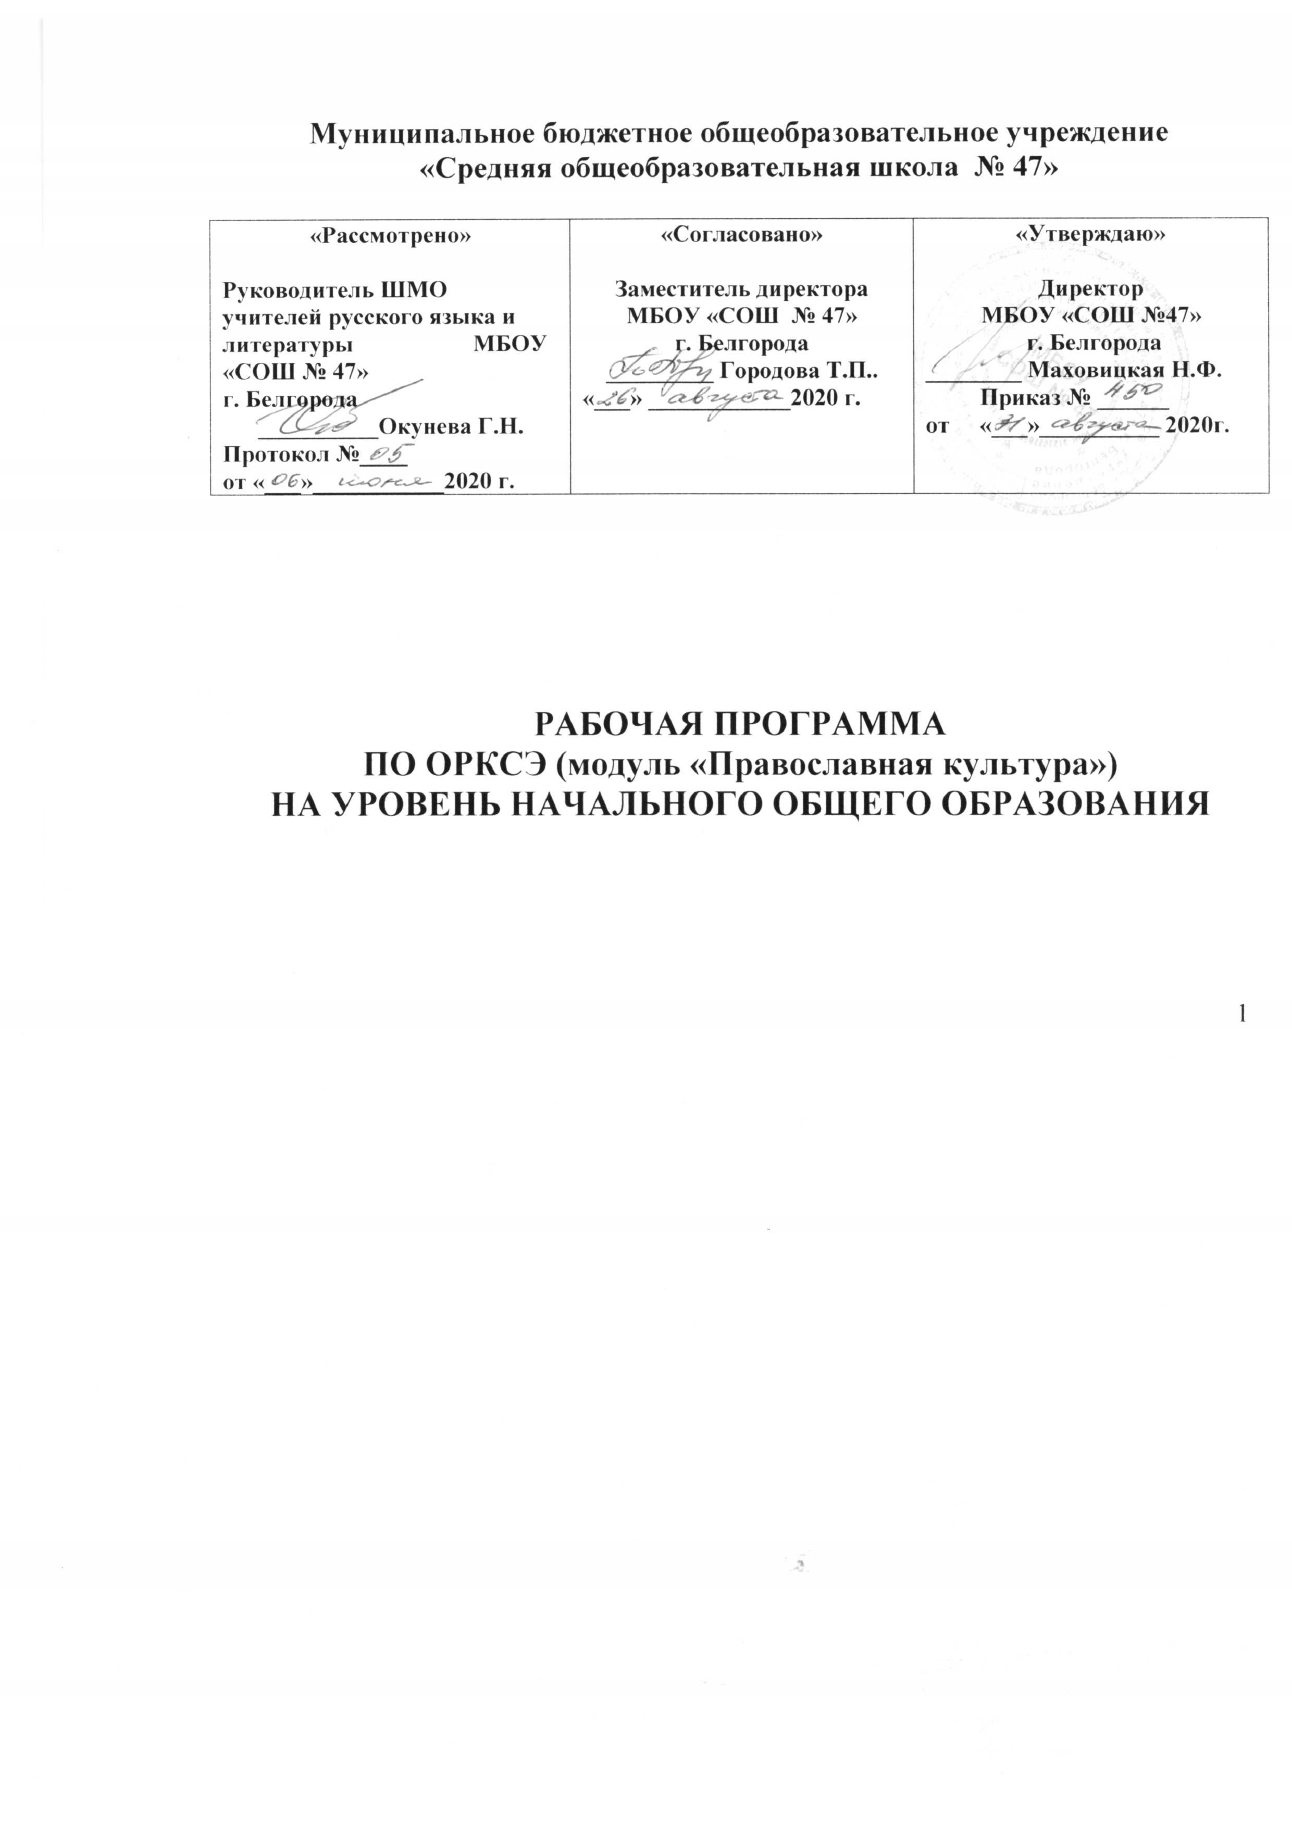 Муниципальное бюджетное общеобразовательное учреждение
«Средняя общеобразовательная школа № 47»
«Рассмотрено»
Руководитель ШМО
учителей русского языка и
литературы МБОУ
«СОШ № 47»
г. Белгорода
____________Окунева Г.Н.
Протокол № 05
от «06» июня 2020 г.
«Согласовано»
Заместитель директора
МБОУ «СОШ № 47»
г. Белгорода
_________ Городова Т.П..
«26» августа 2020 г.
«Утверждаю»
Директор
МБОУ «СОШ №47»
г. Белгорода
________ Маховицкая Н.Ф.
Приказ № 450
от « » августа 2020г.
РАБОЧАЯ ПРОГРАММА
ПО ОРКСЭ (модуль «Православная культура»)
НА УРОВЕНЬ НАЧАЛЬНОГО ОБЩЕГО ОБРАЗОВАНИЯ
1